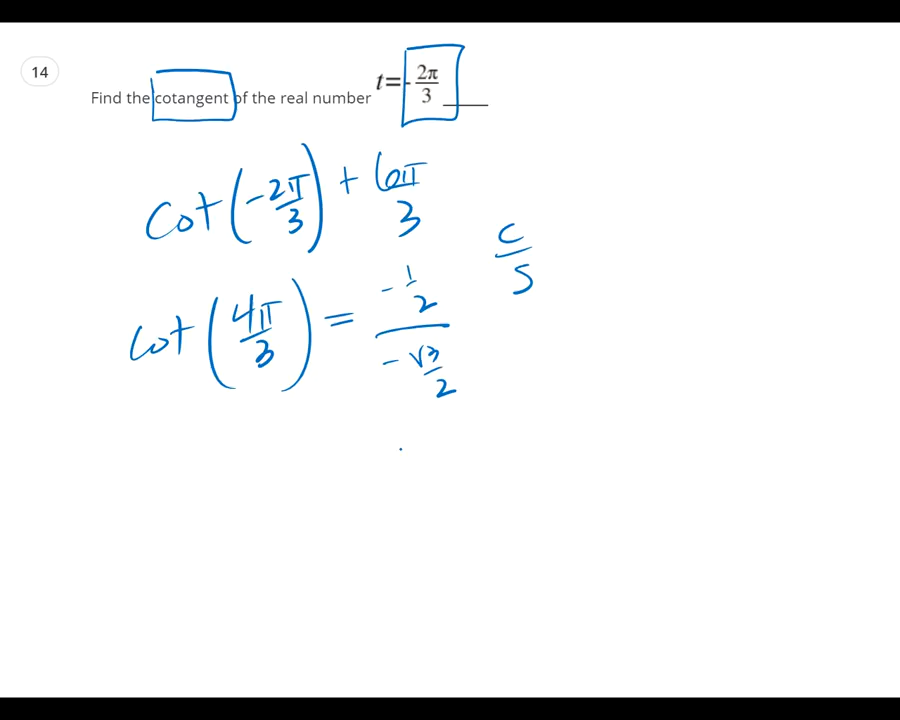 14
Find the cotangent of the real number t=-2π/3 ____
cot(-2π/3) + 6π/3
c/s
cot(4π/3) = -1/2 / -√3/2